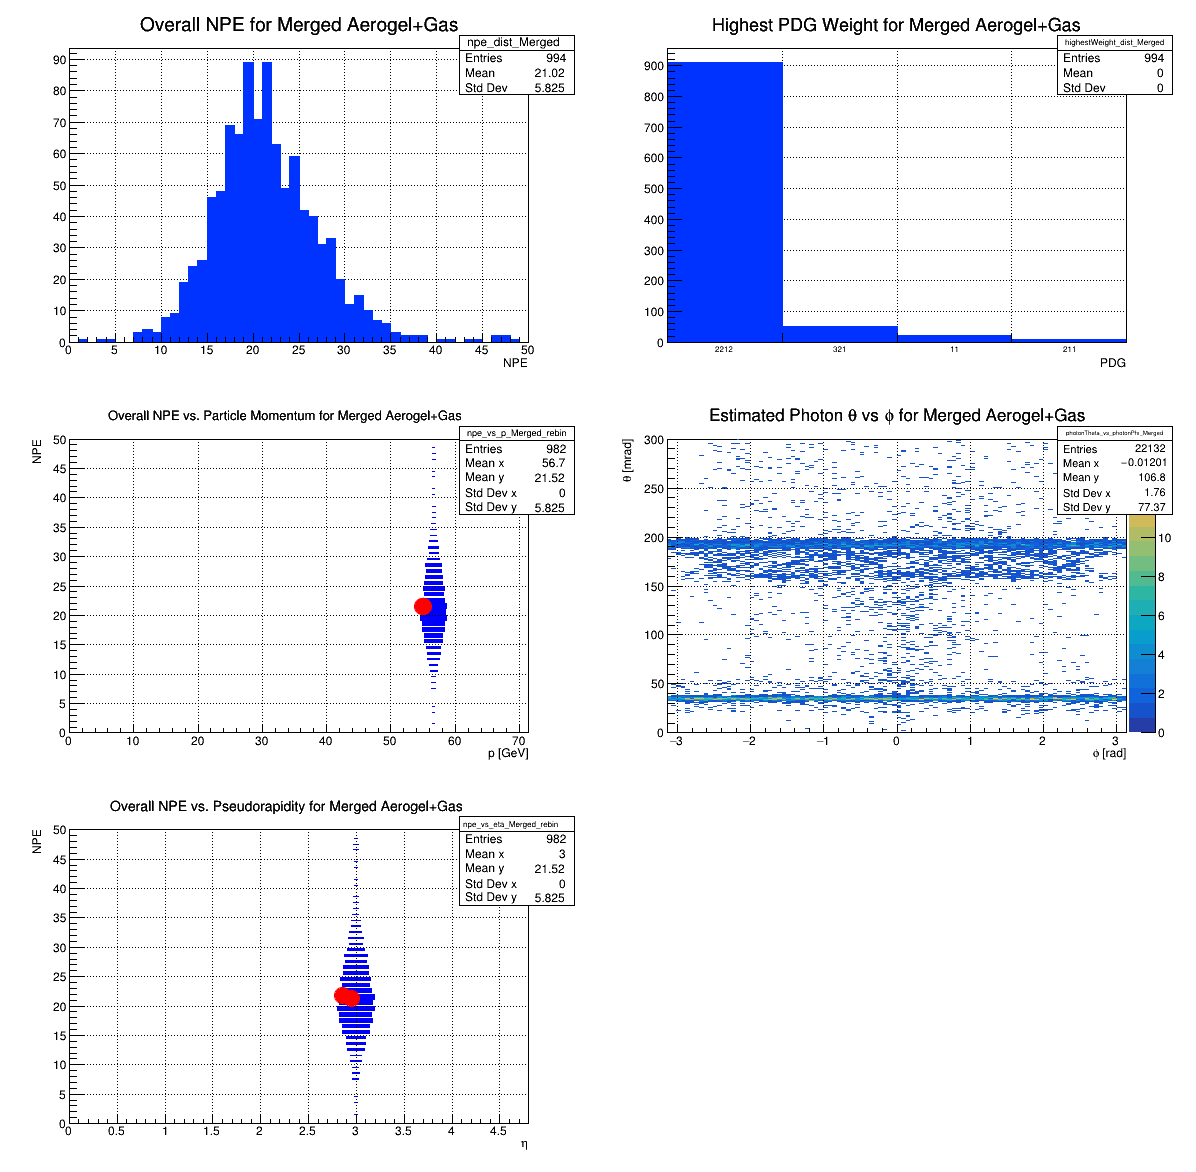 Overall NPE for Merged Aerogel+Gas
npe_dist_Merged
Entries 994
Mean 21.02
Std Dev 5.825
90
80
70
60
50
40
30
20
10
0
0 5 10 15 20 25 30 35 40 45 50
NPE
Highest PDG Weight for Merged Aerogel+Gas
highestWeight_dist_Merged
Entries 994
Mean 0
Std Dev 0
900
800
700
600
500
400
300
200
100
0
2212 321 11 211
PDG
Overall NPE vs. Particle Momentum for Merged Aerogel+Gas
npe_vs_p_Merged_rebin
Entries 982
Mean x 56.7
Mean y 21.52
Std Dev x 0
Std Dev y 5.825
NPE
50
45
40
35
30
25
20
15
10
5
0
0 10 20 30 40 50 60 70
p [GeV]
Estimated Photon θ vs ϕ for Merged Aerogel+Gas
photonTheta_vs_photonPhi_Merged
Entries 22132
Mean x −0.01201
Mean y 106.8
Std Dev x 1.76
Std Dev y 77.37
θ [mrad]
300
250
200
150
100
50
0
−3 −2 −1 0 1 2 3
ϕ [rad]
10
8
6
4
2
0
Overall NPE vs. Pseudorapidity for Merged Aerogel+Gas
npe_vs_eta_Merged_rebin
Entries 982
Mean x 3
Mean y 21.52
Std Dev x 0
Std Dev y 5.825
NPE
50
45
40
35
30
25
20
15
10
5
0
0 0.5 1 1.5 2 2.5 3 3.5 4 4.5
η